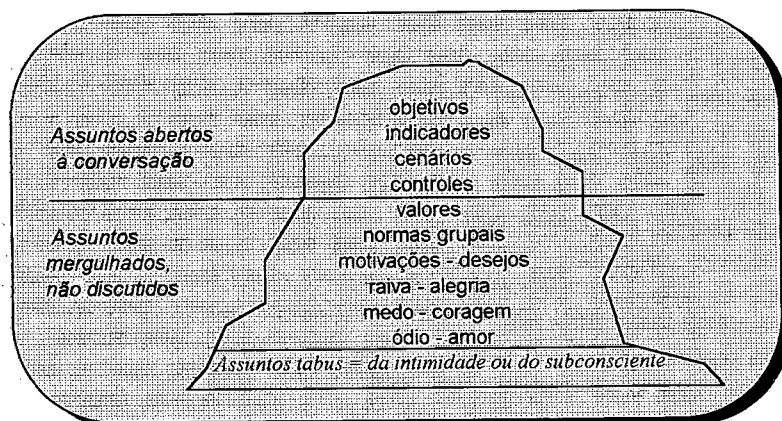 Assuntos abertos
à conversação
objetivos
indicadores
cenários
controles
Assuntos
mergulhados,
não discutidos
valores
normas grupais
motivações - desejos
raiva - alegria
medo - coragem
ódio - amor
Assuntos tabus = da intimidade ou do subconsciente